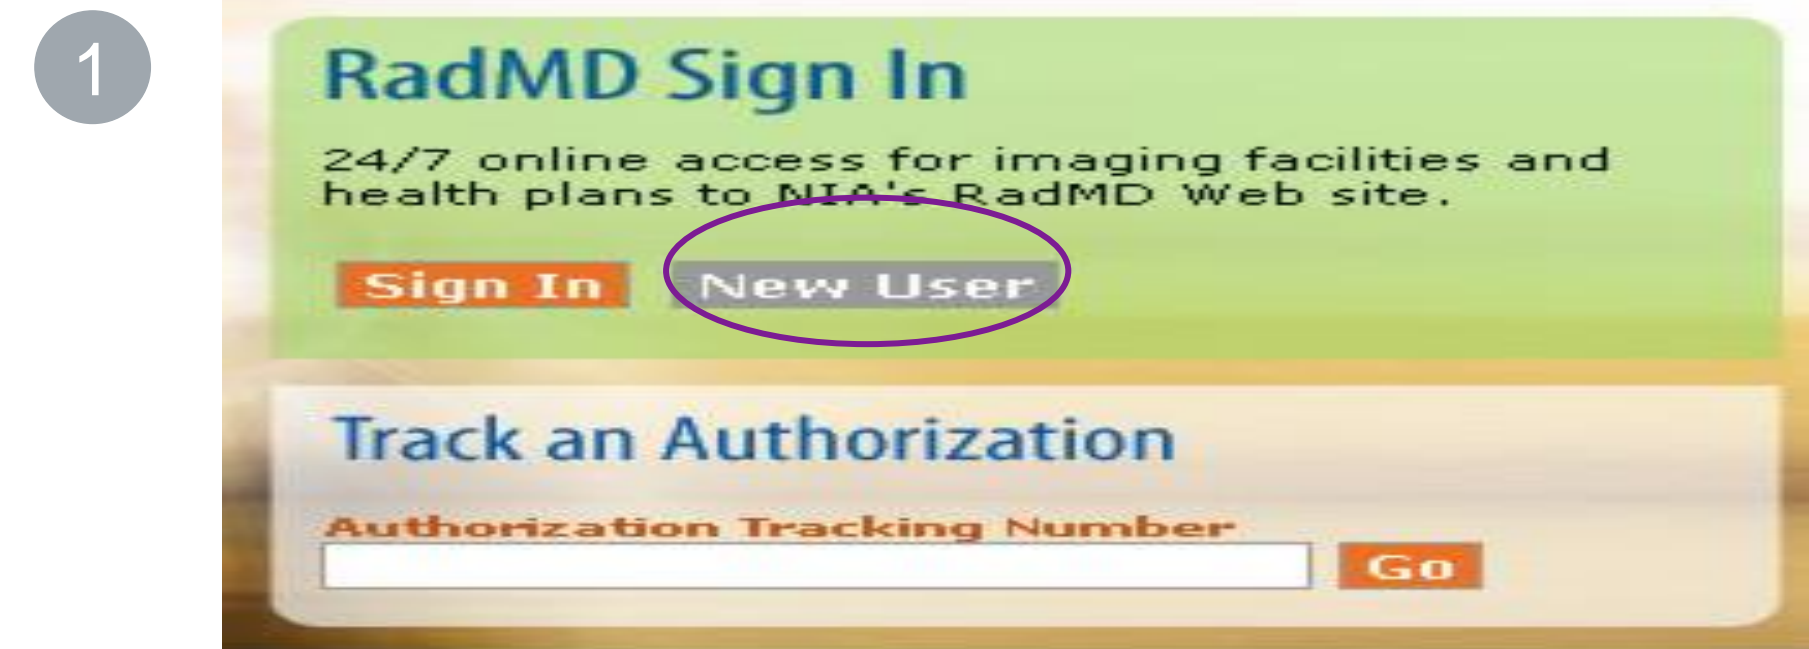 1
RadMD Sign In
24/7 online access for imaging facilities and
health plans to NIA's RadMD Web site.
Sign In New User
Track an Authorization
Authorization Tracking Number
Go